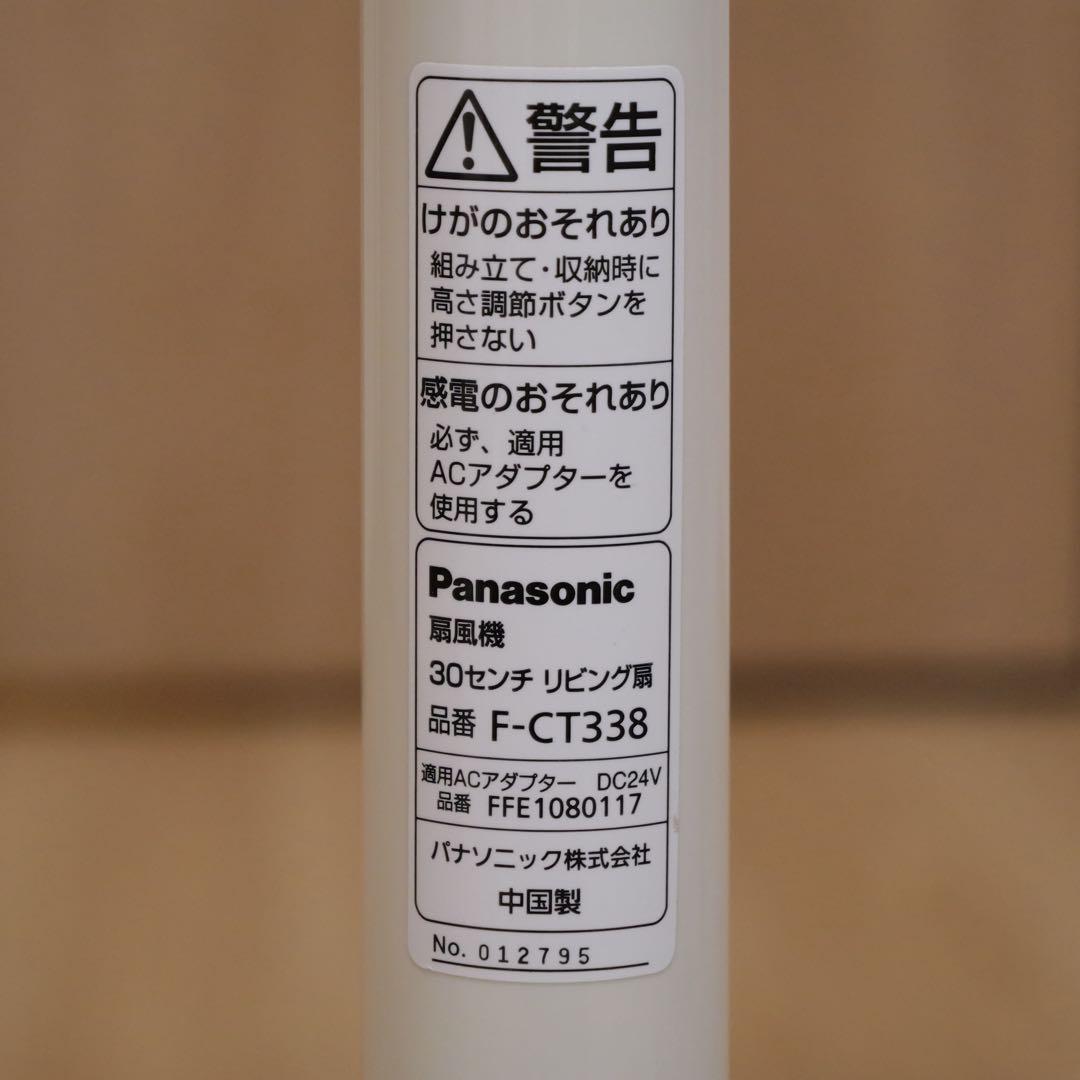 警告
けがのおそれあり
組み立て・収納時に
高さ調節ボタンを
押さない
感電のおそれあり
必ず、適用
ACアダプターを
使用する
Panasonic
扇風機
30センチ リビング扇
品番 F-CT338
適用ACアダプター DC24V
品番 FFE1080117
パナソニック株式会社
中国製
No. 012795